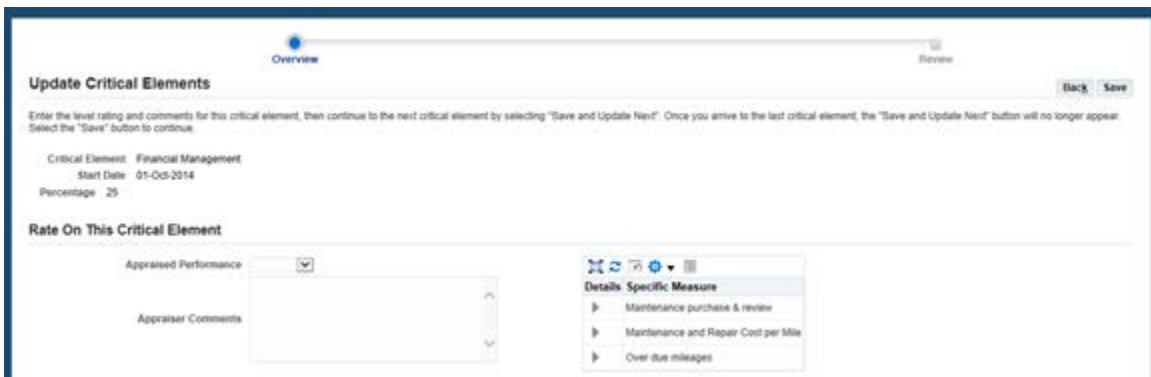 Overview
Review
Update Critical Elements
Back Save
Enter the level rating and comments for this critical element, then continue to the next critical element by selecting "Save and Update Next". Once you arrive to the last critical element, the "Save and Update Next" button will no longer appear.
Select the "Save" button to continue.
Critical Element Financial Management
Start Date 01-Oct-2014
Percentage 25
Rate On This Critical Element
Appraised Performance
Appraiser Comments
Details Specific Measure
Maintenance purchase & review
Maintenance and Repair Cost per Mile
Over due mileages